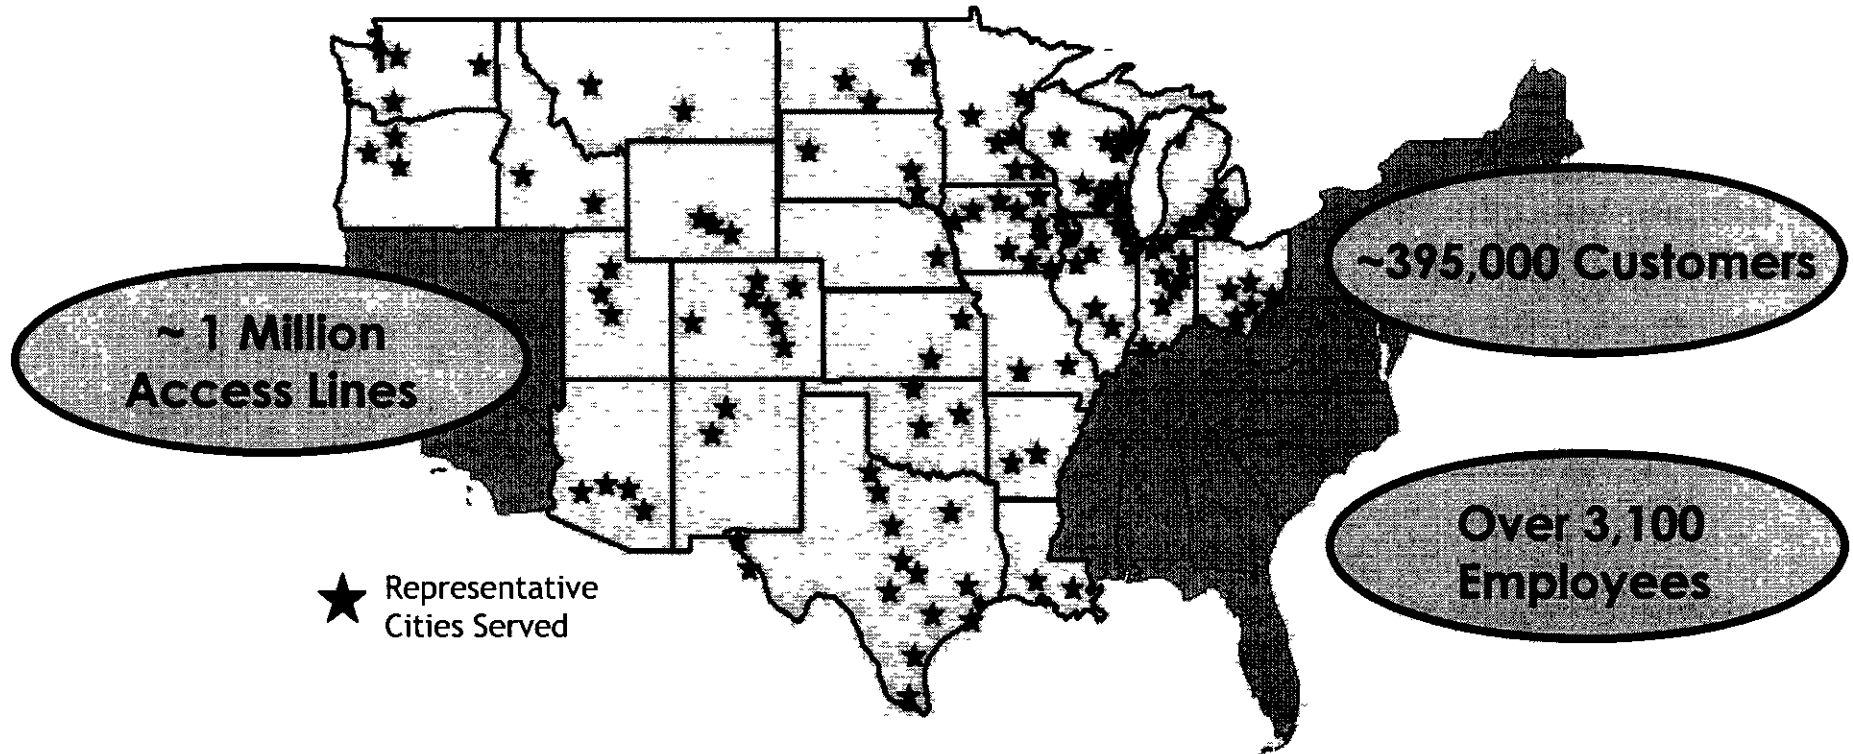 ~395,000 Customers
~ 1 Million
Access Lines
Over 3,100
Employees
Representative
Cities Served